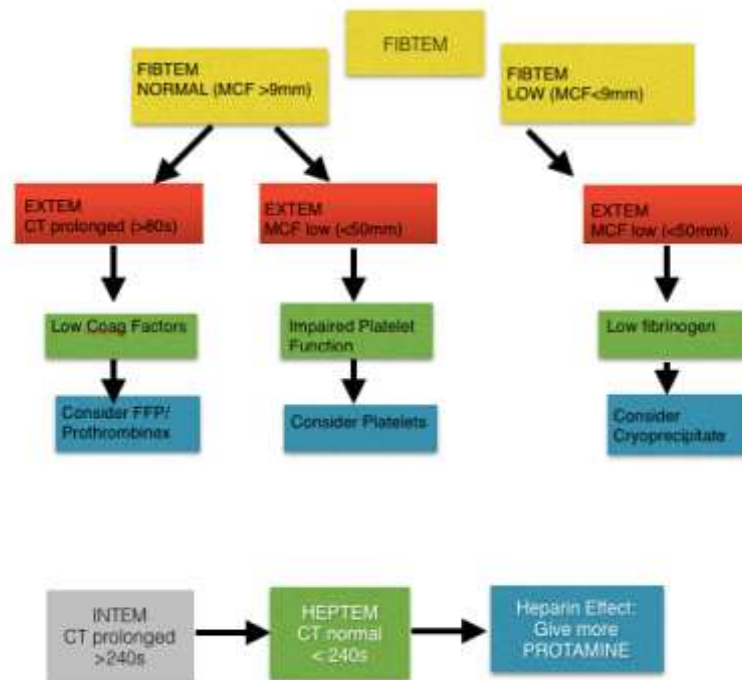 FIBTEM
FIBTEM
NORMAL (MCF >9mm)
FIBTEM
LOW (MCF<9mm)
EXTEM
CT prolonged (>80s)
EXTEM
MCF low (<50mm)
EXTEM
MCF low (<50mm)
Low Coag Factors
Impaired Platelet
Function
Low fibrinogen
Consider FFP/
Prothrombinex
Consider Platelets
Consider
Cryoprecipitate
INTEM
CT prolonged
>240s
HEPTEM
CT normal
< 240s
Heparin Effect:
Give more
PROTAMINE